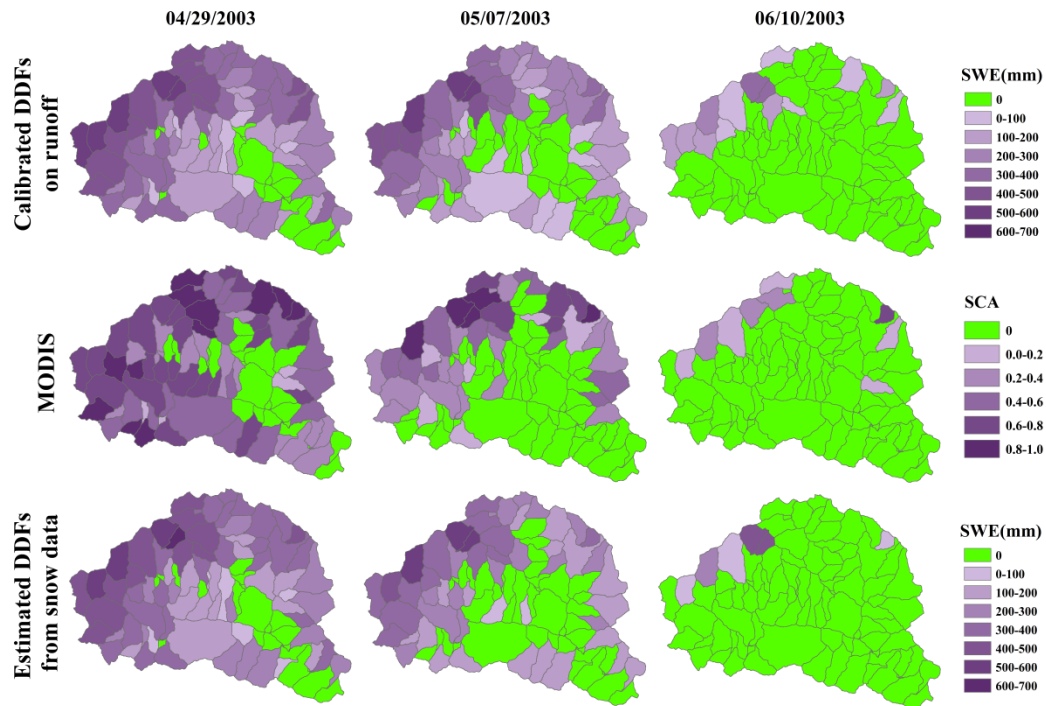 04/29/2003 05/07/2003 06/10/2003
Calibrated DDFs
on runoff
SWE(mm)
0
0-100
100-200
200-300
300-400
400-500
500-600
600-700
MODIS
SCA
0
0.0-0.2
0.2-0.4
0.4-0.6
0.6-0.8
0.8-1.0
Estimated DDFs
from snow data
SWE(mm)
0
0-100
100-200
200-300
300-400
400-500
500-600
600-700